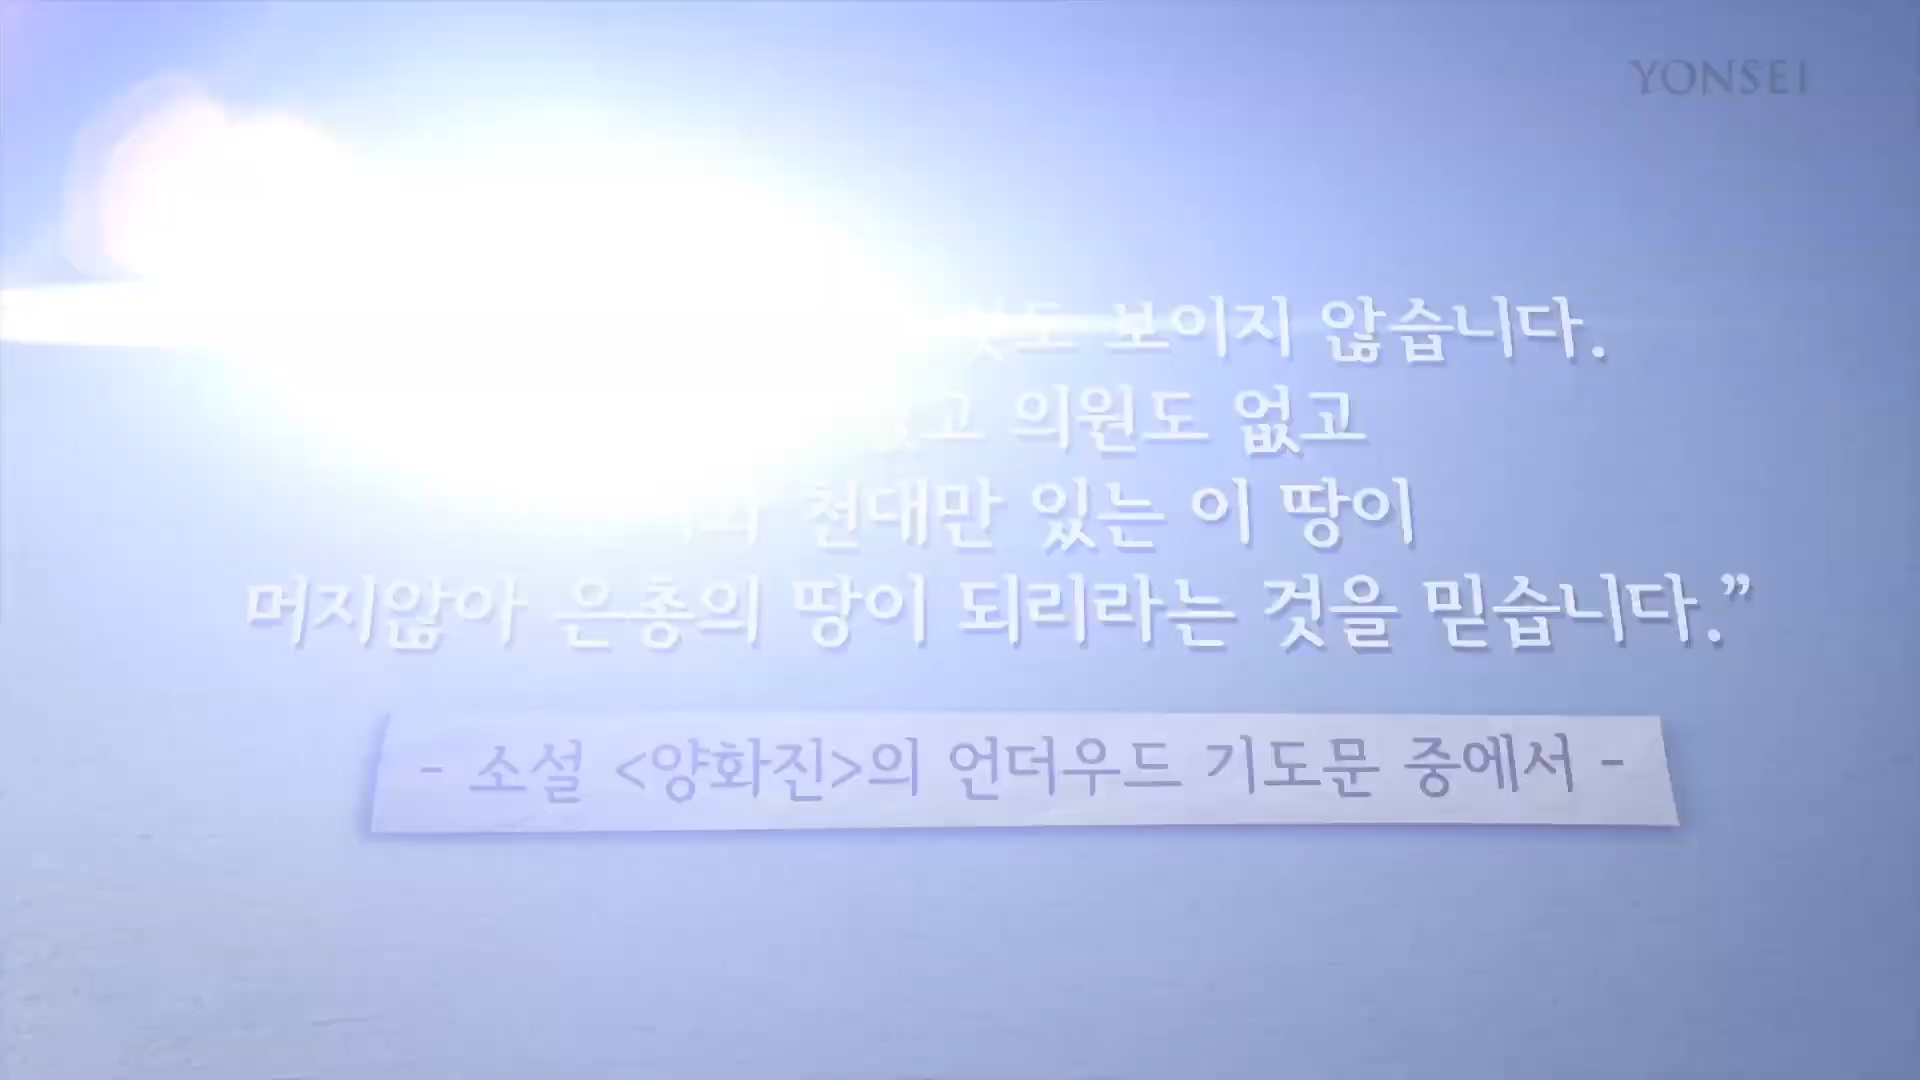 YONSEI
보이지 않습니다.
의원도 없고
천대만 있는 이 땅이
머지않아 은총의 땅이 되리라는 것을 믿습니다.”
- 소설 <양화진>의 언더우드 기도문 중에서 -